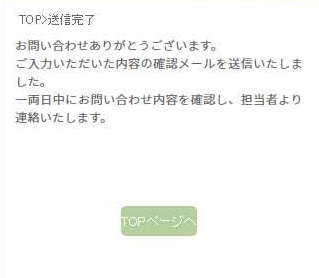 TOP>送信完了
お問い合わせありがとうございます。
ご入力いただいた内容の確認メールを送信いたしま
した。
一両日中にお問い合わせ内容を確認し、担当者より
連絡いたします。
TOPページへ